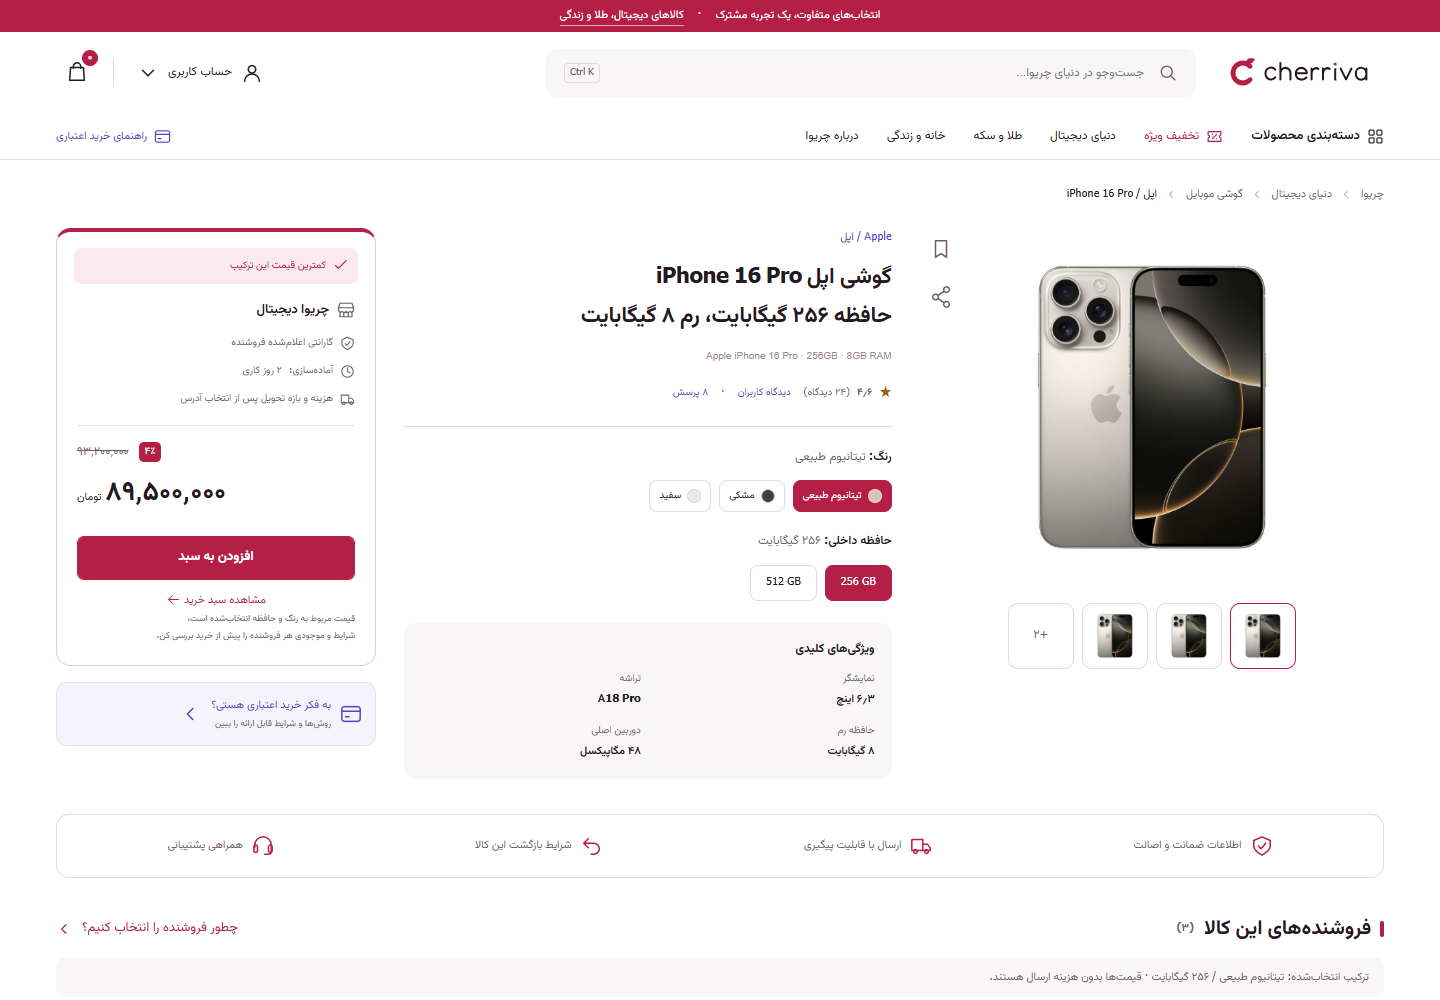 انتخاب‌های متفاوت، یک تجربه مشترک • کالاهای دیجیتال، طلا و زندگی
cherriva
جست‌وجو در دنیای چریوا...
Ctrl K
حساب کاربری
۰
دسته‌بندی محصولات
تخفیف ویژه
دنیای دیجیتال
طلا و سکه
خانه و زندگی
درباره چریوا
راهنمای خرید اعتباری
چریوا > دنیای دیجیتال > گوشی موبایل > اپل / iPhone 16 Pro
+۲
Apple / اپل
گوشی اپل iPhone 16 Pro
حافظه ۲۵۶ گیگابایت، رم ۸ گیگابایت
Apple iPhone 16 Pro · 256GB · 8GB RAM
★ ۴٫۶ (۲۴ دیدگاه) دیدگاه کاربران · ۸ پرسش
رنگ: تیتانیوم طبیعی
تیتانیوم طبیعی
مشکی
سفید
حافظه داخلی: ۲۵۶ گیگابایت
256 GB
512 GB
ویژگی‌های کلیدی
نمایشگر
۶٫۳ اینچ
تراشه
A18 Pro
حافظه رم
۸ گیگابایت
دوربین اصلی
۴۸ مگاپیکسل
کمترین قیمت این ترکیب
چریوا دیجیتال
گارانتی اعلام‌شده فروشنده
آماده‌سازی: ۲ روز کاری
هزینه و بازه تحویل پس از انتخاب آدرس
۴٪
۹۳,۲۰۰,۰۰۰
۸۹,۵۰۰,۰۰۰ تومان
افزودن به سبد
مشاهده سبد خرید ←
قیمت مربوط به رنگ و حافظه انتخاب‌شده است.
شرایط و موجودی هر فروشنده را پیش از خرید بررسی کن.
به فکر خرید اعتباری هستی؟
روش‌ها و شرایط قابل ارائه را ببین
اطلاعات ضمانت و اصالت
ارسال با قابلیت پیگیری
شرایط بازگشت این کالا
همراهی پشتیبانی
فروشنده‌های این کالا (۳)
چطور فروشنده را انتخاب کنیم؟
ترکیب انتخاب‌شده: تیتانیوم طبیعی / ۲۵۶ گیگابایت · قیمت‌ها بدون هزینه ارسال هستند.